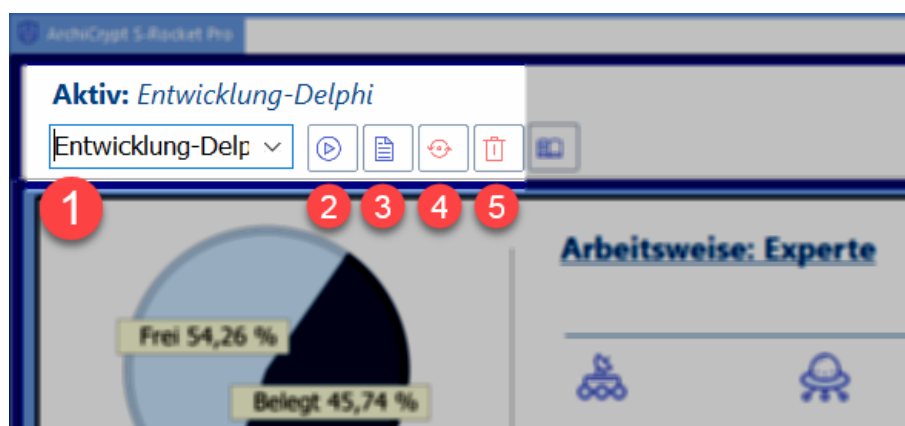 ArchiCrypt S-Rocket Pro
Aktiv: Entwicklung-Delphi
Entwicklung-Delp
1
2
3
4
5
Arbeitsweise: Experte
Frei 54,26 %
Belegt 45,74 %